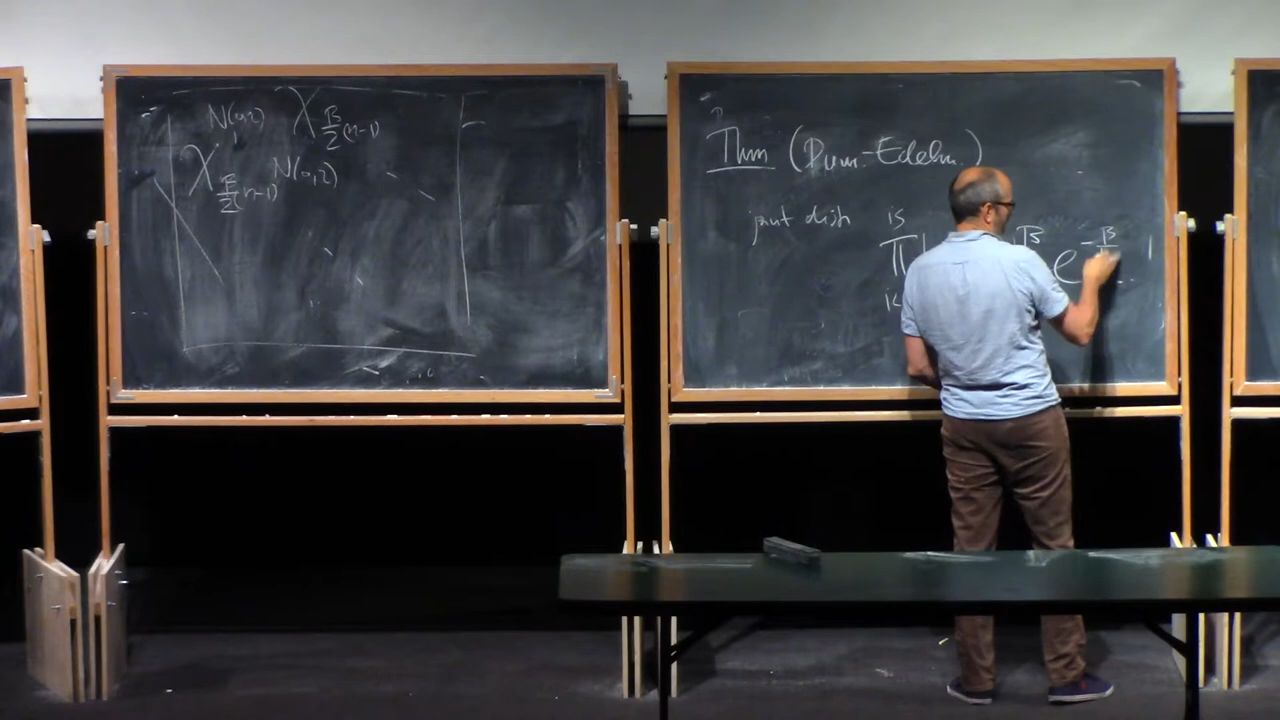 N(0,2) χ β/2 (n-1)
χ β/2 (n-1) N(0,2)
Thm (Dum.-Edelm.)
joint dist is
Π β e^-β/